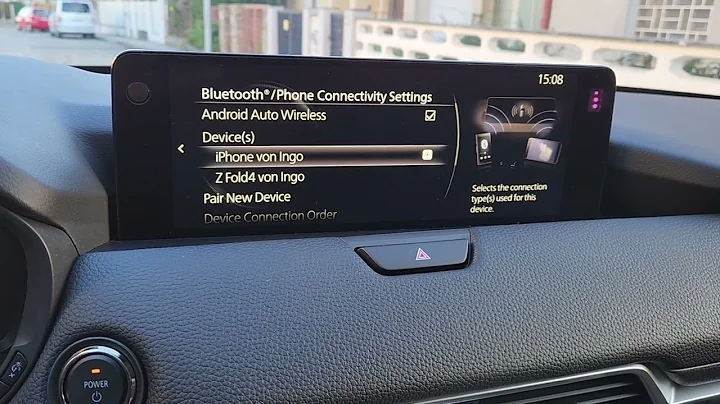 15:08
Bluetooth®/Phone Connectivity Settings
Android Auto Wireless
Device(s)
iPhone von Ingo
Z Fold4 von Ingo
Pair New Device
Device Connection Order
Selects the connection
type(s) used for this
device.
POWER